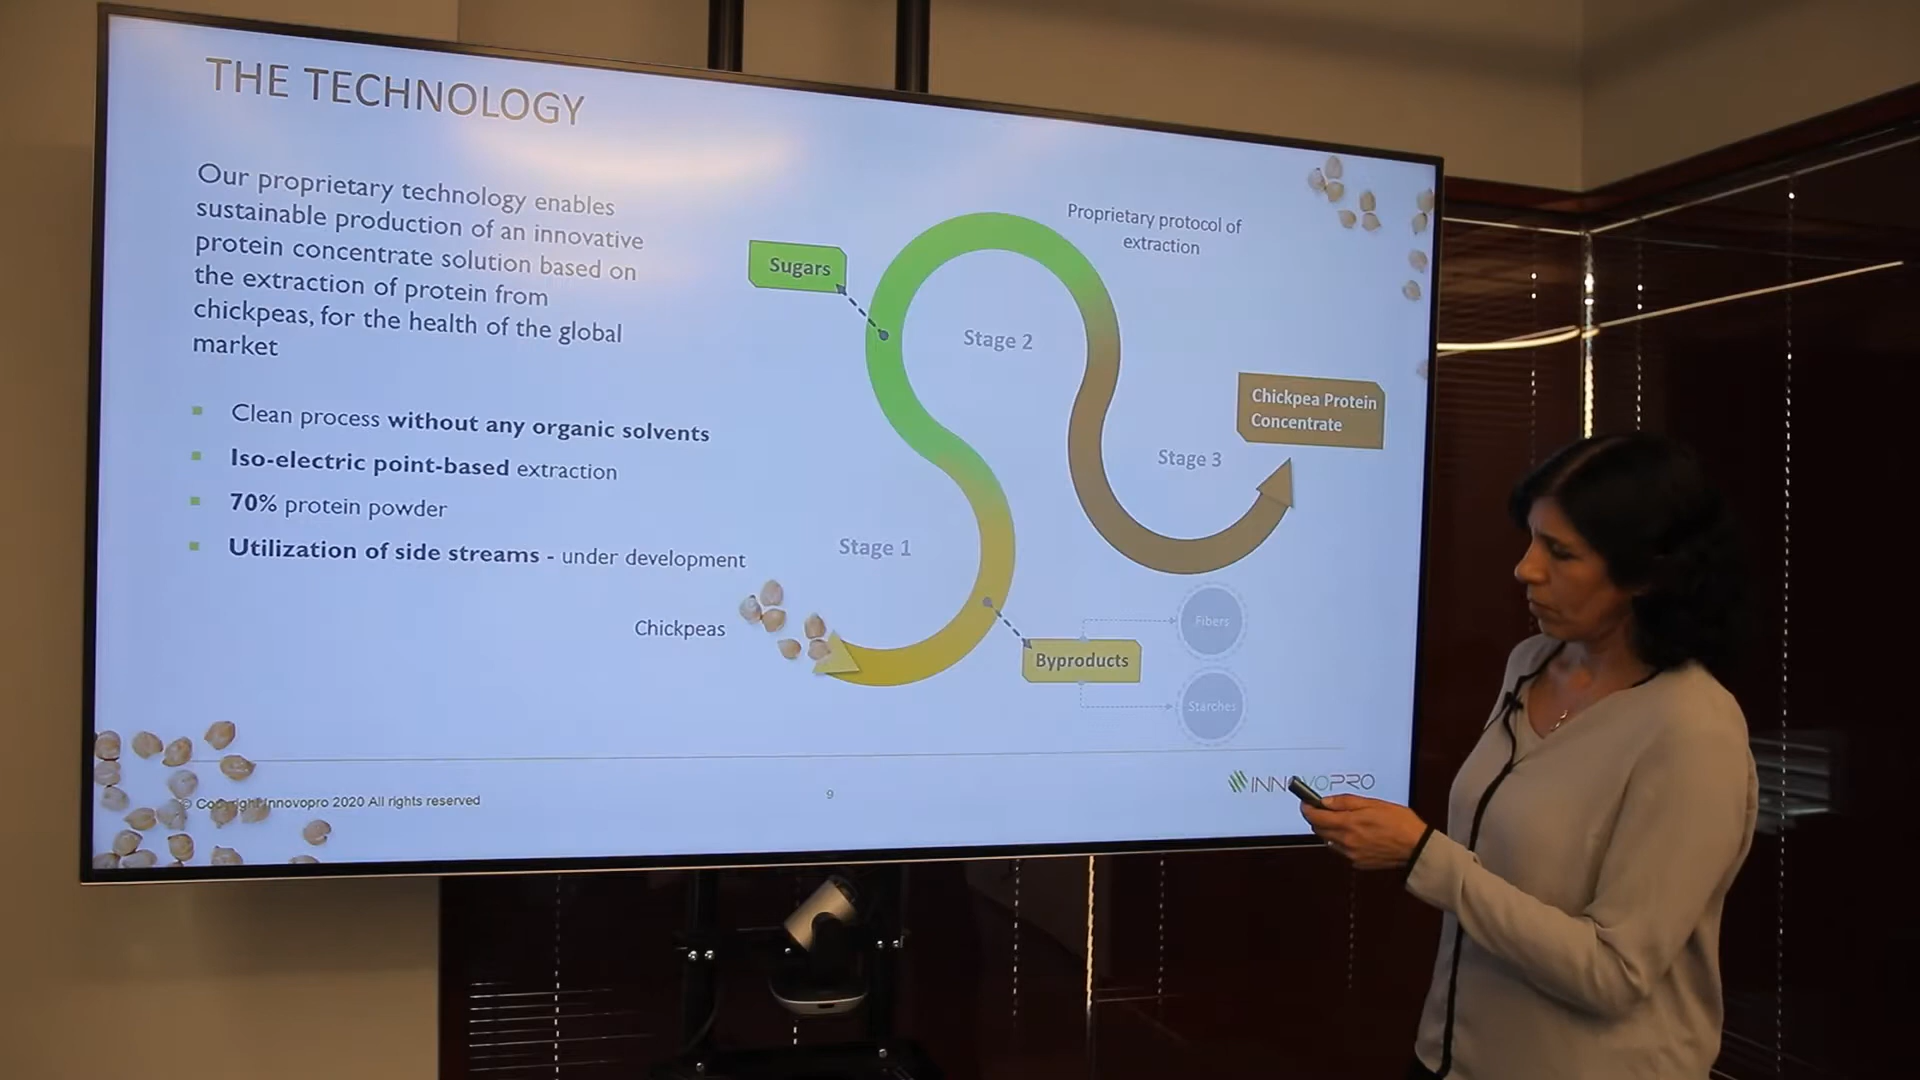 THE TECHNOLOGY
Our proprietary technology enables
sustainable production of an innovative
protein concentrate solution based on
the extraction of protein from
chickpeas, for the health of the global
market
▪ Clean process without any organic solvents
▪ Iso-electric point-based extraction
▪ 70% protein powder
▪ Utilization of side streams - under development
Proprietary protocol of
extraction
Sugars
Stage 2
Chickpea Protein
Concentrate
Stage 3
Stage 1
Chickpeas
Byproducts
Fibers
Starches
© Copyright Innovopro 2020 All rights reserved
9
INNOVOPRO